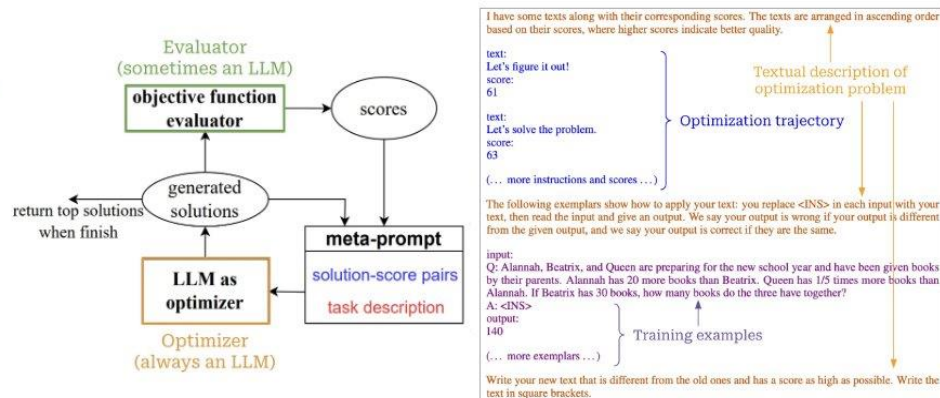 Evaluator
(sometimes an LLM)
objective function
evaluator
scores
generated
solutions
return top solutions
when finish
meta-prompt
solution-score pairs
task description
LLM as
optimizer
Optimizer
(always an LLM)
I have some texts along with their corresponding scores. The texts are arranged in ascending order
based on their scores, where higher scores indicate better quality.
text:
Let's figure it out!
score:
61
text:
Let's solve the problem.
score:
63
(… more instructions and scores …)
Optimization trajectory
Textual description of
optimization problem
The following exemplars show how to apply your text: you replace <INS> in each input with your
text, then read the input and give an output. We say your output is wrong if your output is different
from the given output, and we say your output is correct if they are the same.
input:
Q: Alannah, Beatrix, and Queen are preparing for the new school year and have been given books
by their parents. Alannah has 20 more books than Beatrix. Queen has 1/5 times more books than
Alannah. If Beatrix has 30 books, how many books do the three have together?
A: <INS>
output:
140
(… more exemplars …)
Training examples
Write your new text that is different from the old ones and has a score as high as possible. Write the
text in square brackets.